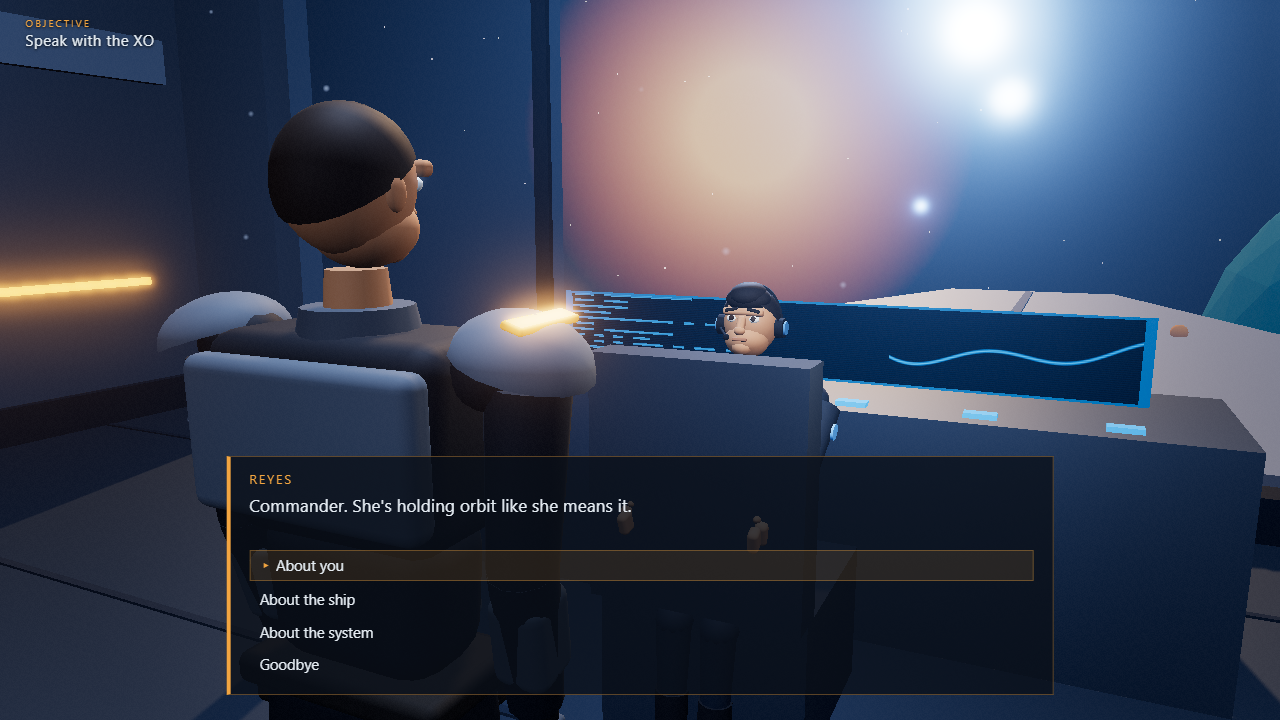 OBJECTIVE
Speak with the XO
REYES
Commander. She's holding orbit like she means it.
About you
About the ship
About the system
Goodbye